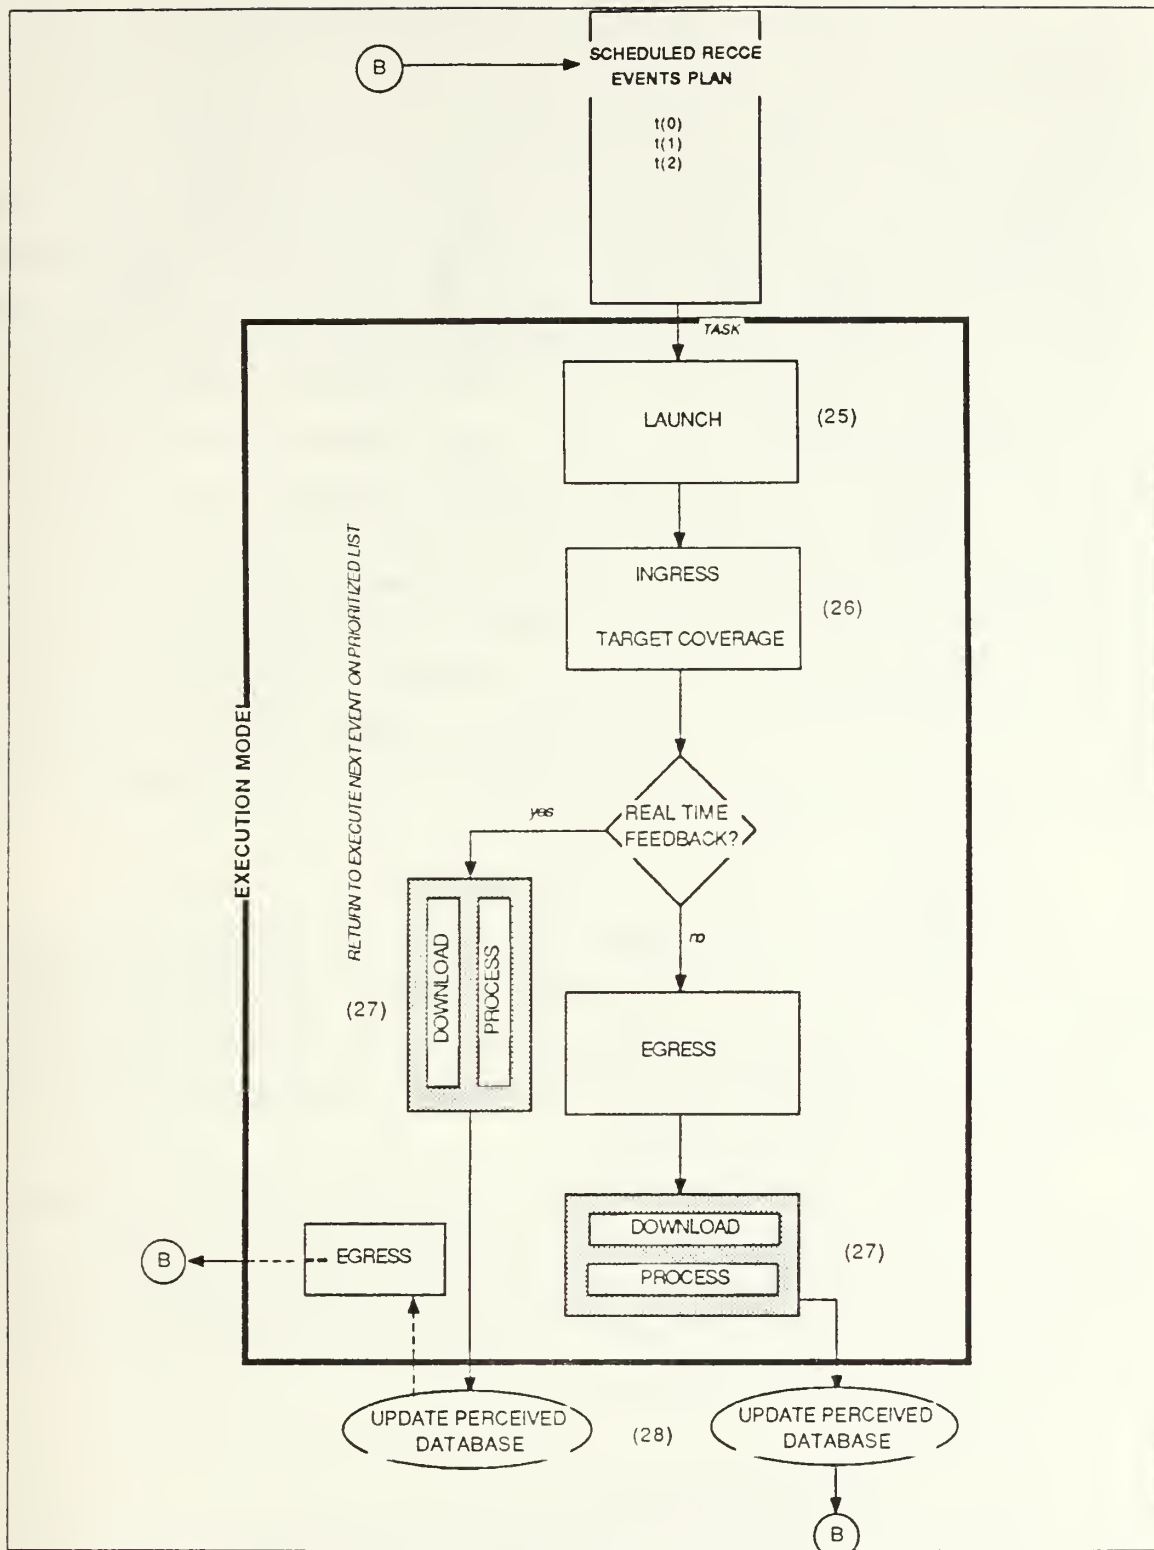 B
SCHEDULED RECCE
EVENTS PLAN
t(0)
t(1)
t(2)
TASK
LAUNCH
(25)
INGRESS
TARGET COVERAGE
(26)
EXECUTION MODEL
RETURN TO EXECUTE NEXT EVENT ON PRIORITIZED LIST
REAL TIME
FEEDBACK?
yes
no
DOWNLOAD
PROCESS
(27)
EGRESS
DOWNLOAD
PROCESS
(27)
B
EGRESS
UPDATE PERCEIVED
DATABASE
(28)
UPDATE PERCEIVED
DATABASE
B